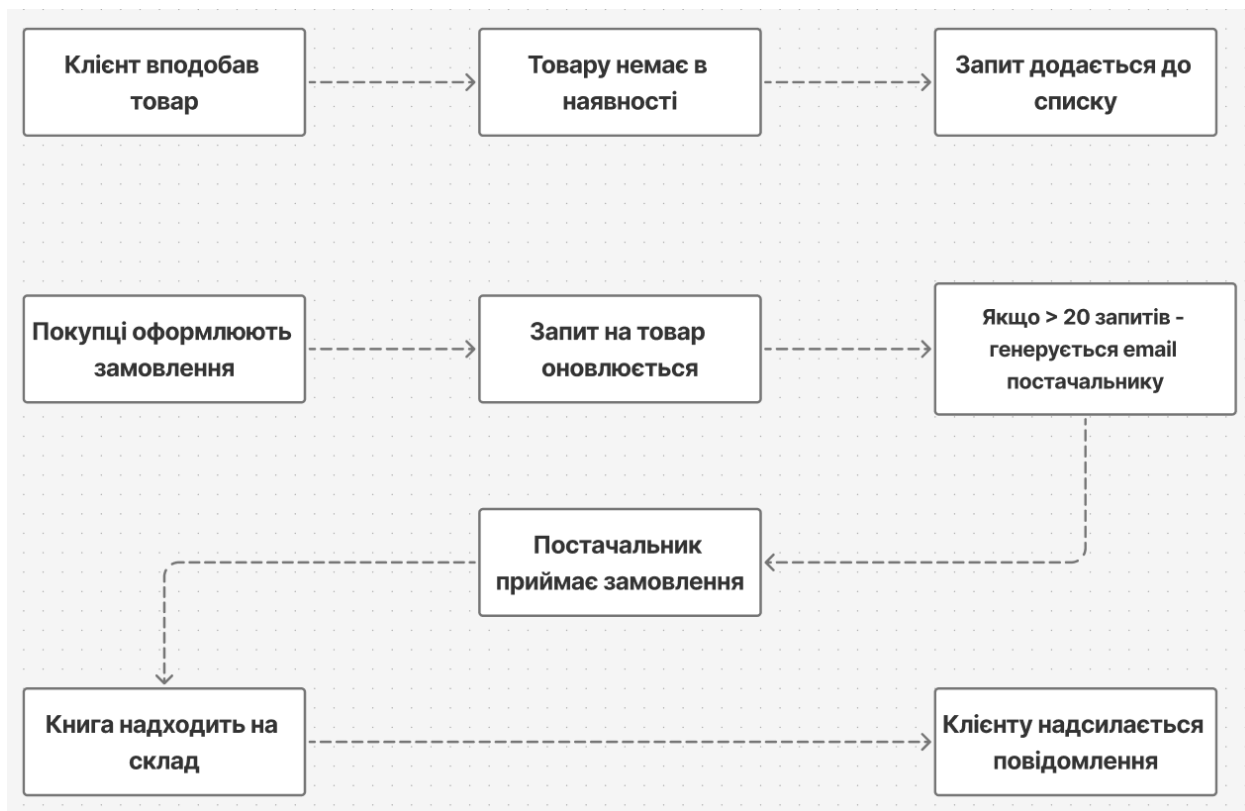 Клієнт вподобав
товар
Товару немає в
наявності
Запит додається до
списку
Покупці оформлюють
замовлення
Запит на товар
оновлюється
Якщо > 20 запитів -
генерується email
постачальнику
Постачальник
приймає замовлення
Книга надходить на
склад
Клієнту надсилається
повідомлення